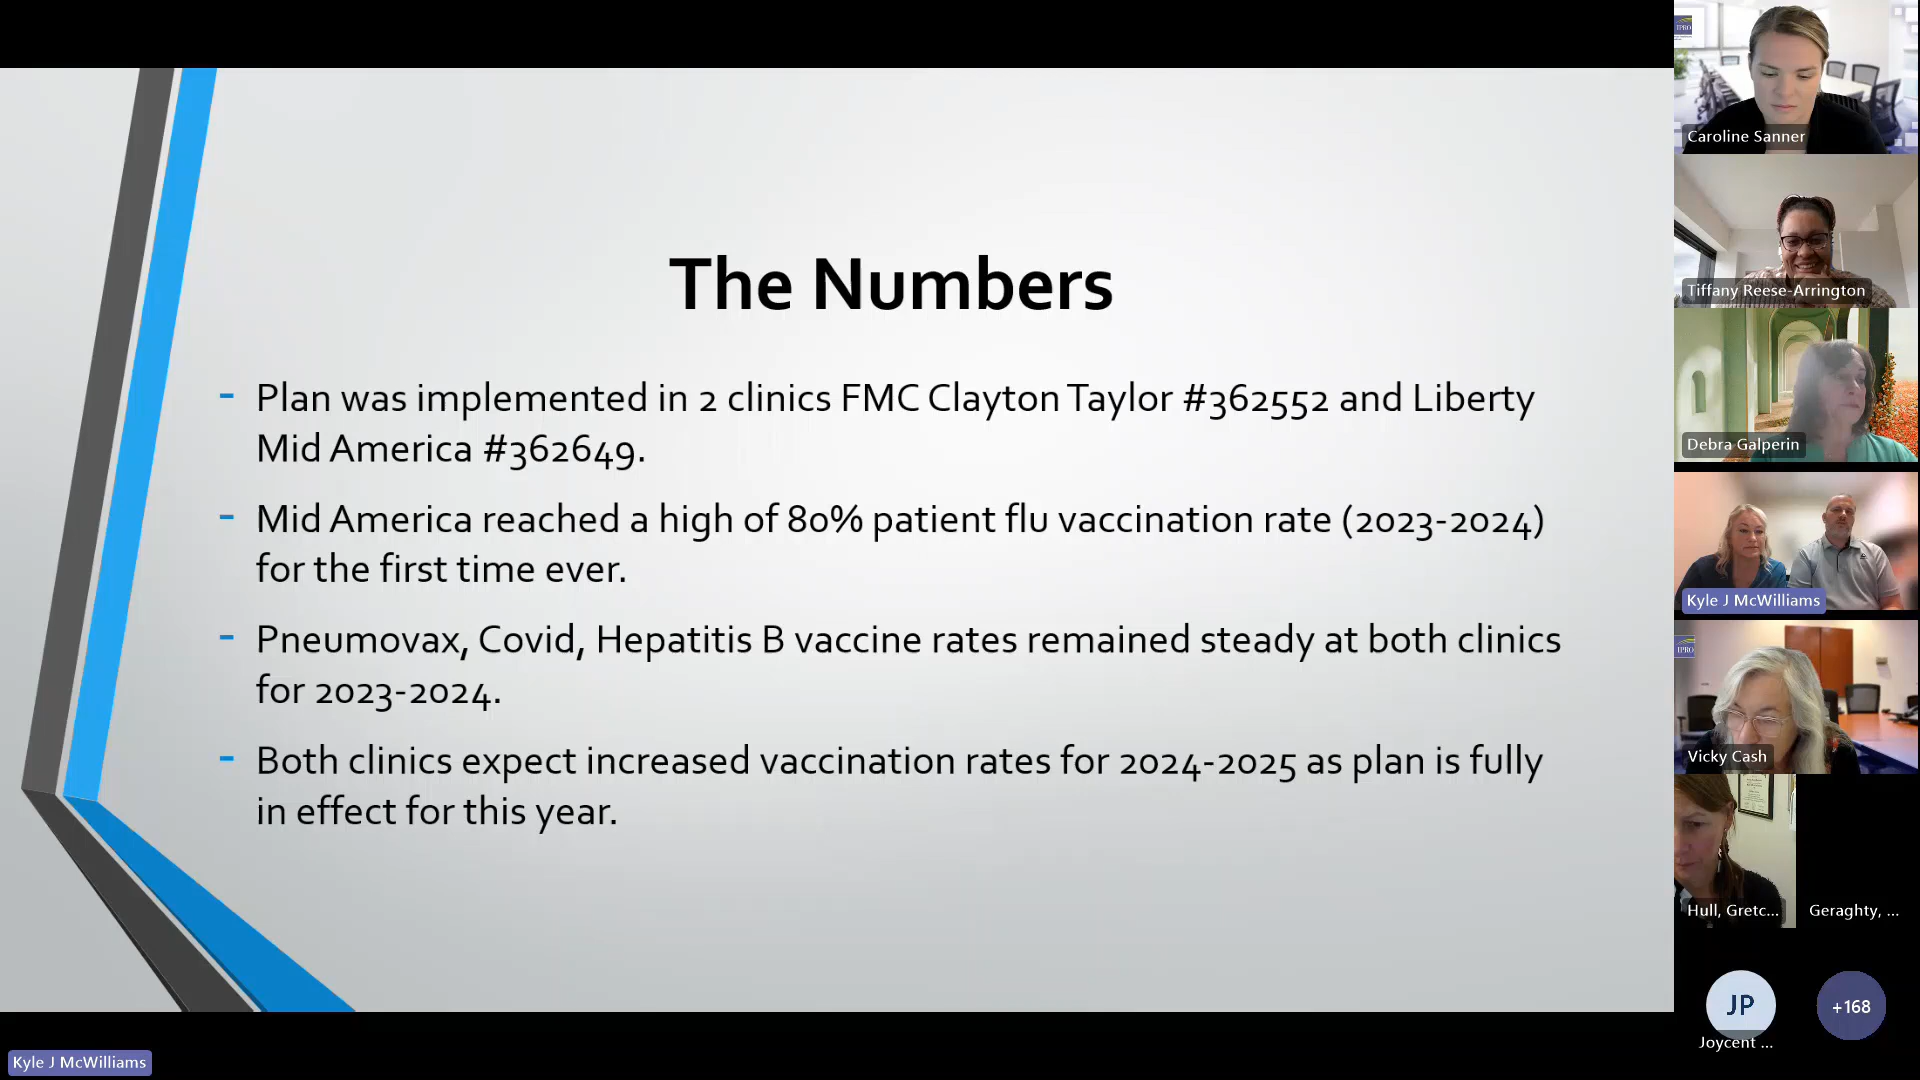 The Numbers
- Plan was implemented in 2 clinics FMC Clayton Taylor #362552 and Liberty
Mid America #362649.
- Mid America reached a high of 80% patient flu vaccination rate (2023-2024)
for the first time ever.
- Pneumovax, Covid, Hepatitis B vaccine rates remained steady at both clinics
for 2023-2024.
- Both clinics expect increased vaccination rates for 2024-2025 as plan is fully
in effect for this year.
Kyle J McWilliams
IPRO
Caroline Sanner
Tiffany Reese-Arrington
Debra Galperin
Kyle J McWilliams
IPRO
Vicky Cash
Hull, Gretc...
Geraghty, ...
JP
Joycent ...
+168